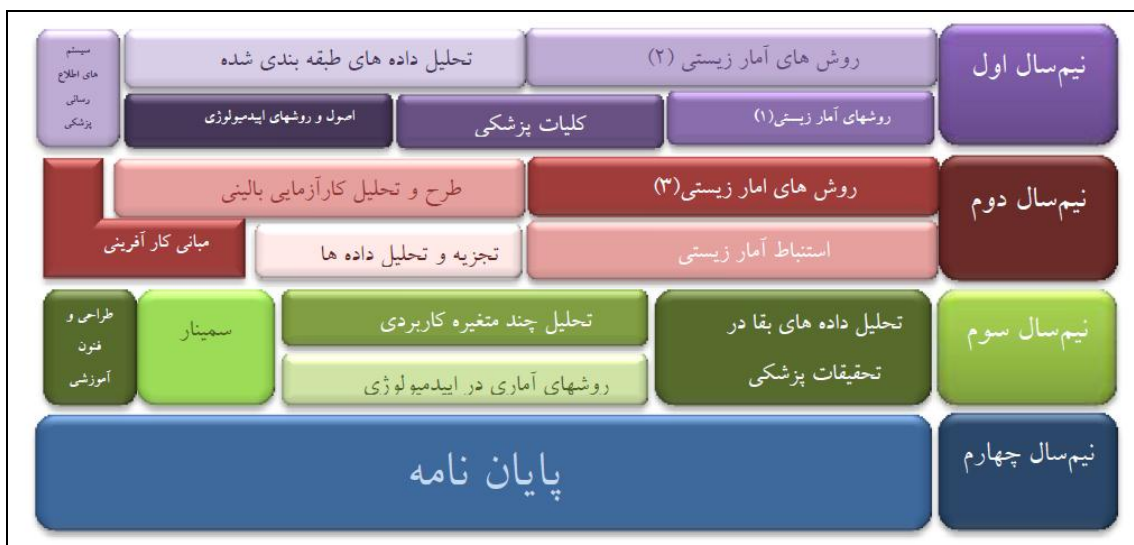 نیم‌سال اول
روش های آمار زیستی (۲)
تحلیل داده های طبقه بندی شده
روشهای آمار زیستی(۱)
کلیات پزشکی
اصول و روشهای اپیدمیولوژی
سیستم
های اطلاع
رسانی
پزشکی
نیم‌سال دوم
روش های امار زیستی(۳)
طرح و تحلیل کارآزمایی بالینی
استنباط آمار زیستی
تجزیه و تحلیل داده ها
مبانی کار آفرینی
نیم‌سال سوم
تحلیل داده های بقا در
تحقیقات پزشکی
تحلیل چند متغیره کاربردی
روشهای آماری در اپیدمیولوژی
سمینار
طراحی و
فنون
آموزشی
نیم‌سال چهارم
پایان نامه